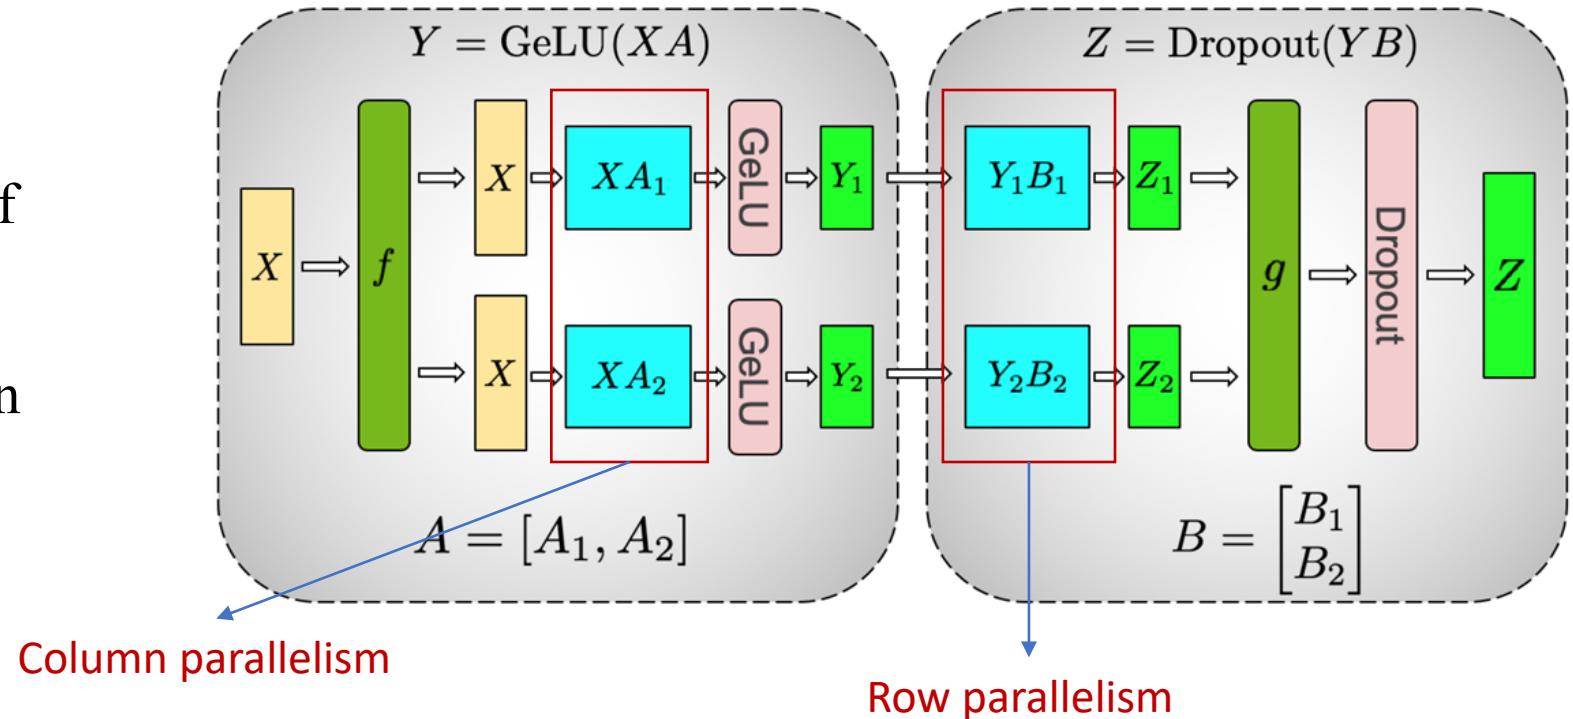 f
n
Y = GeLU(XA)
X
f
X
XA₁
GeLU
Y₁
X
XA₂
GeLU
Y₂
A = [A₁, A₂]
Column parallelism
Z = Dropout(YB)
Y₁B₁
Z₁
Y₂B₂
Z₂
g
Dropout
Z
B = [B₁
B₂]
Row parallelism